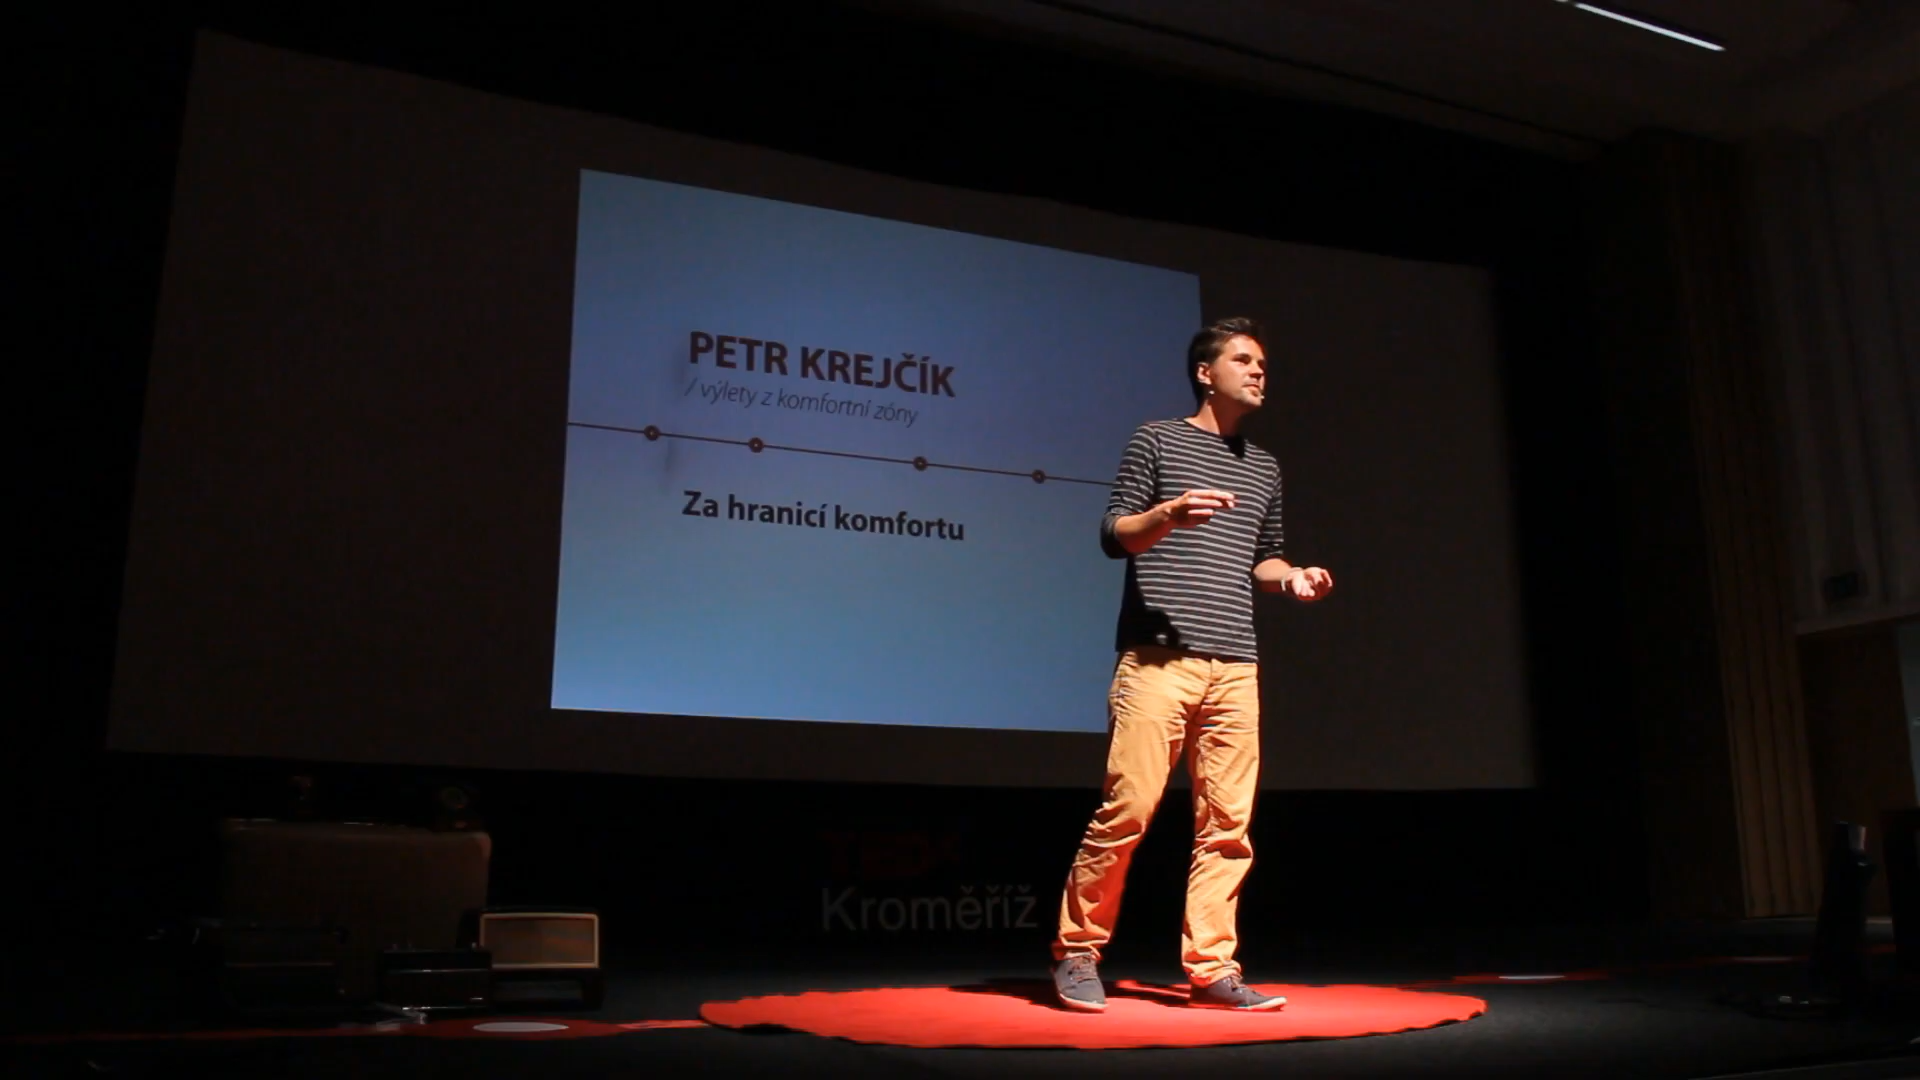 PETR KREJČÍK
/ výlety z komfortní zóny
Za hranicí komfortu
Kroměříž